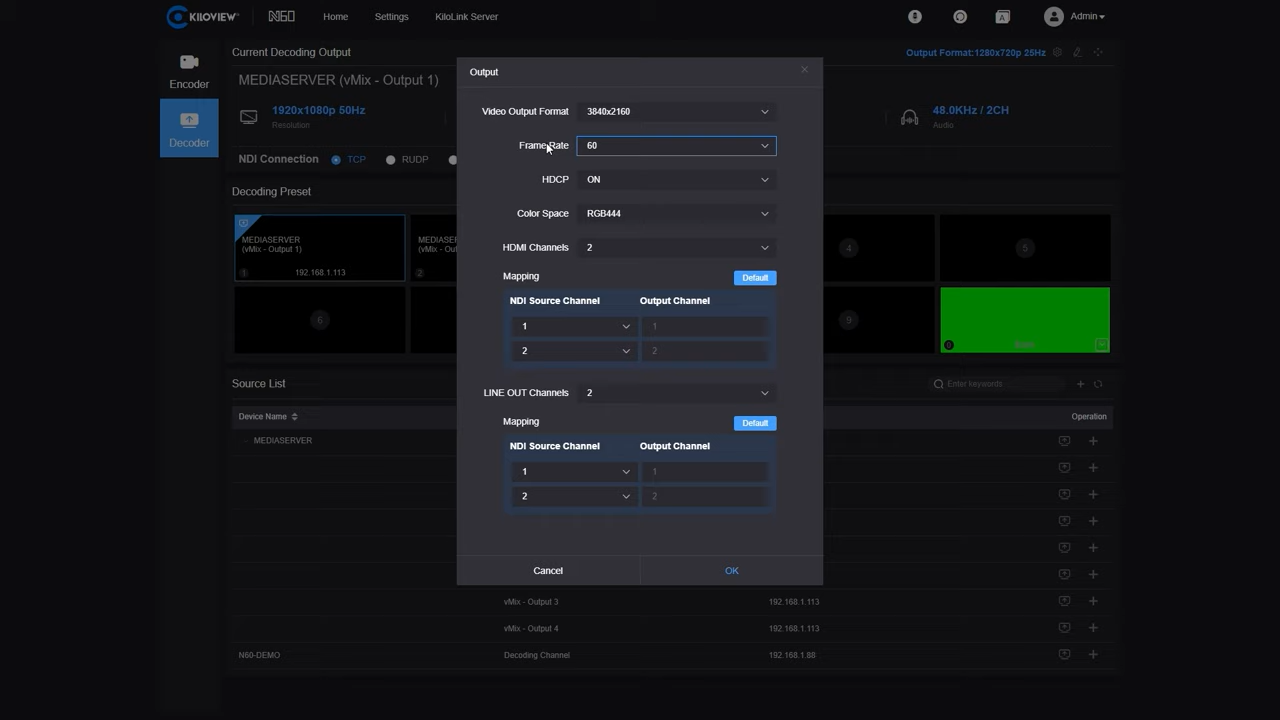 KILOVIEW N60 Home Settings KiloLink Server Admin
Current Decoding Output Output Format:1280x720p 25Hz
Encoder
MEDIASERVER (vMix - Output 1)
1920x1080p 50Hz
Resolution
48.0KHz / 2CH
Audio
Decoder
NDI Connection TCP RUDP
Decoding Preset
MEDIASERVER
(vMix - Output 1)
1 192.168.1.113
2
4
5
6
9
Source List Enter keywords...
Device Name Operation
MEDIASERVER
vMix - Output 3 192.168.1.113
vMix - Output 4 192.168.1.113
N60-DEMO Decoding Channel 192.168.1.88
Output
Video Output Format 3840x2160
Frame Rate 60
HDCP ON
Color Space RGB444
HDMI Channels 2
Mapping Default
NDI Source Channel Output Channel
1 1
2 2
LINE OUT Channels 2
Mapping Default
NDI Source Channel Output Channel
1 1
2 2
Cancel OK